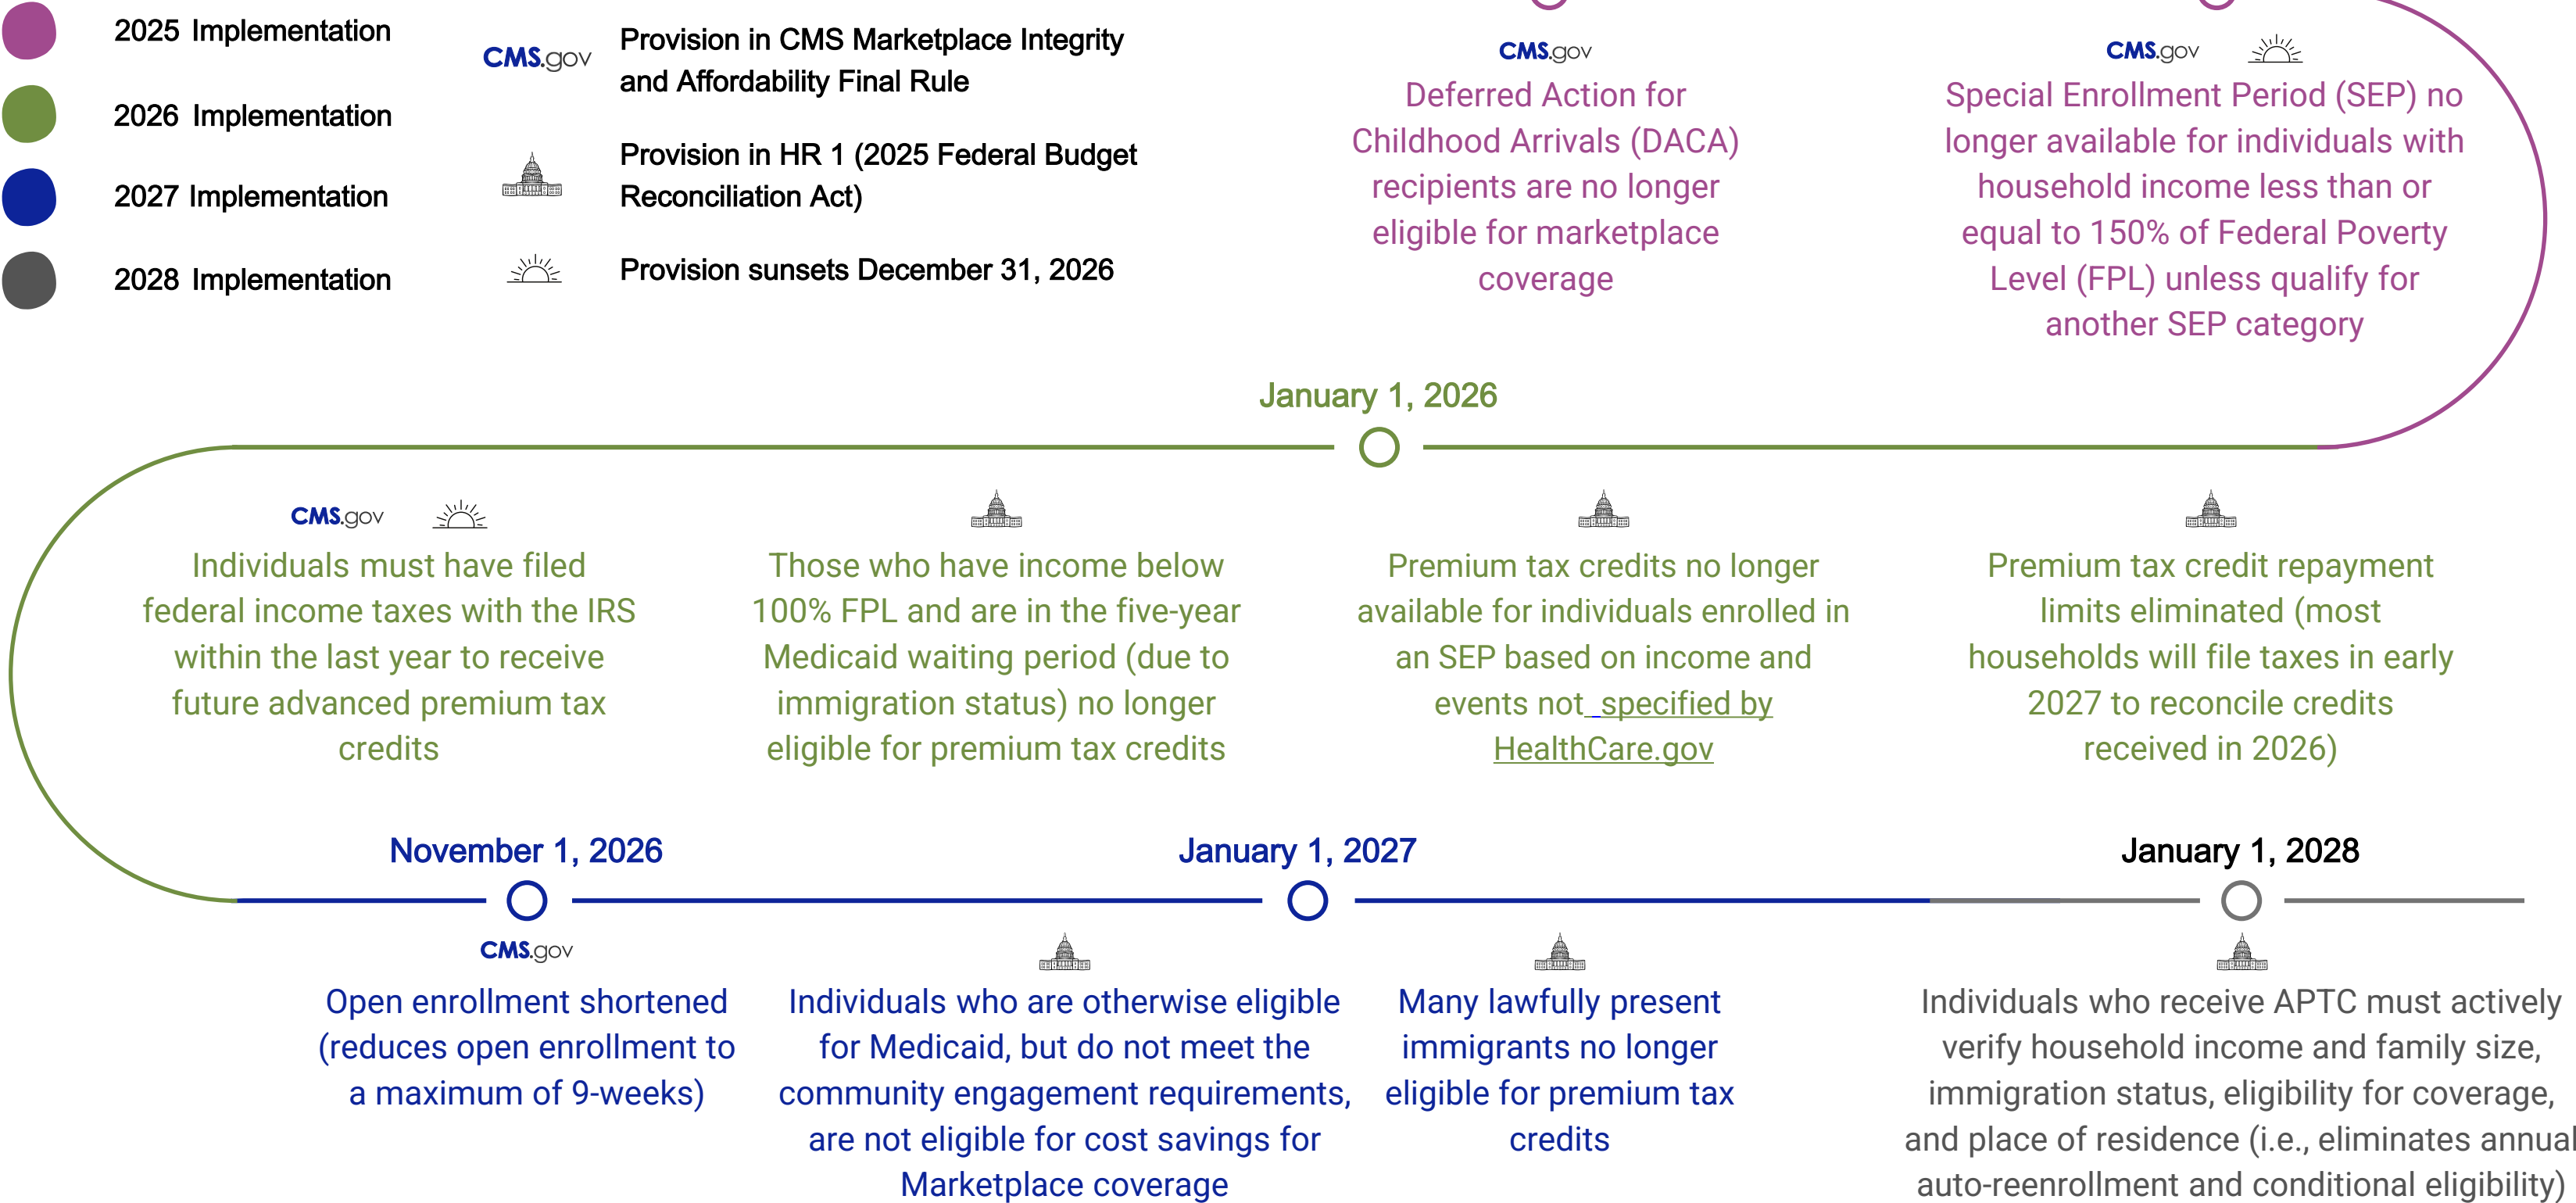 2025 Implementation
2026 Implementation
2027 Implementation
2028 Implementation
CMS.gov
Provision in CMS Marketplace Integrity
and Affordability Final Rule
Provision in HR 1 (2025 Federal Budget
Reconciliation Act)
Provision sunsets December 31, 2026
CMS.gov
Deferred Action for
Childhood Arrivals (DACA)
recipients are no longer
eligible for marketplace
coverage
CMS.gov
Special Enrollment Period (SEP) no
longer available for individuals with
household income less than or
equal to 150% of Federal Poverty
Level (FPL) unless qualify for
another SEP category
January 1, 2026
CMS.gov
Individuals must have filed
federal income taxes with the IRS
within the last year to receive
future advanced premium tax
credits
Those who have income below
100% FPL and are in the five-year
Medicaid waiting period (due to
immigration status) no longer
eligible for premium tax credits
Premium tax credits no longer
available for individuals enrolled in
an SEP based on income and
events not specified by
HealthCare.gov
Premium tax credit repayment
limits eliminated (most
households will file taxes in early
2027 to reconcile credits
received in 2026)
November 1, 2026
CMS.gov
Open enrollment shortened
(reduces open enrollment to
a maximum of 9-weeks)
January 1, 2027
Individuals who are otherwise eligible
for Medicaid, but do not meet the
community engagement requirements,
are not eligible for cost savings for
Marketplace coverage
Many lawfully present
immigrants no longer
eligible for premium tax
credits
January 1, 2028
Individuals who receive APTC must actively
verify household income and family size,
immigration status, eligibility for coverage,
and place of residence (i.e., eliminates annual
auto-reenrollment and conditional eligibility)